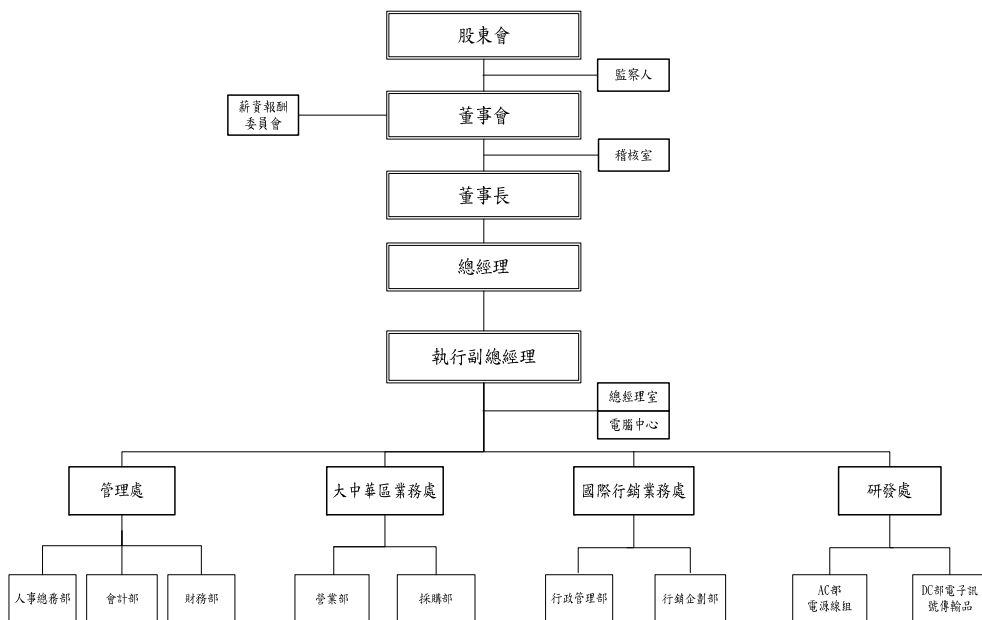 股東會
監察人
薪資報酬
委員會
董事會
稽核室
董事長
總經理
執行副總經理
總經理室
電腦中心
管理處
大中華區業務處
國際行銷業務處
研發處
人事總務部
會計部
財務部
營業部
採購部
行政管理部
行銷企劃部
AC部
電源線組
DC部電子訊
號傳輸品